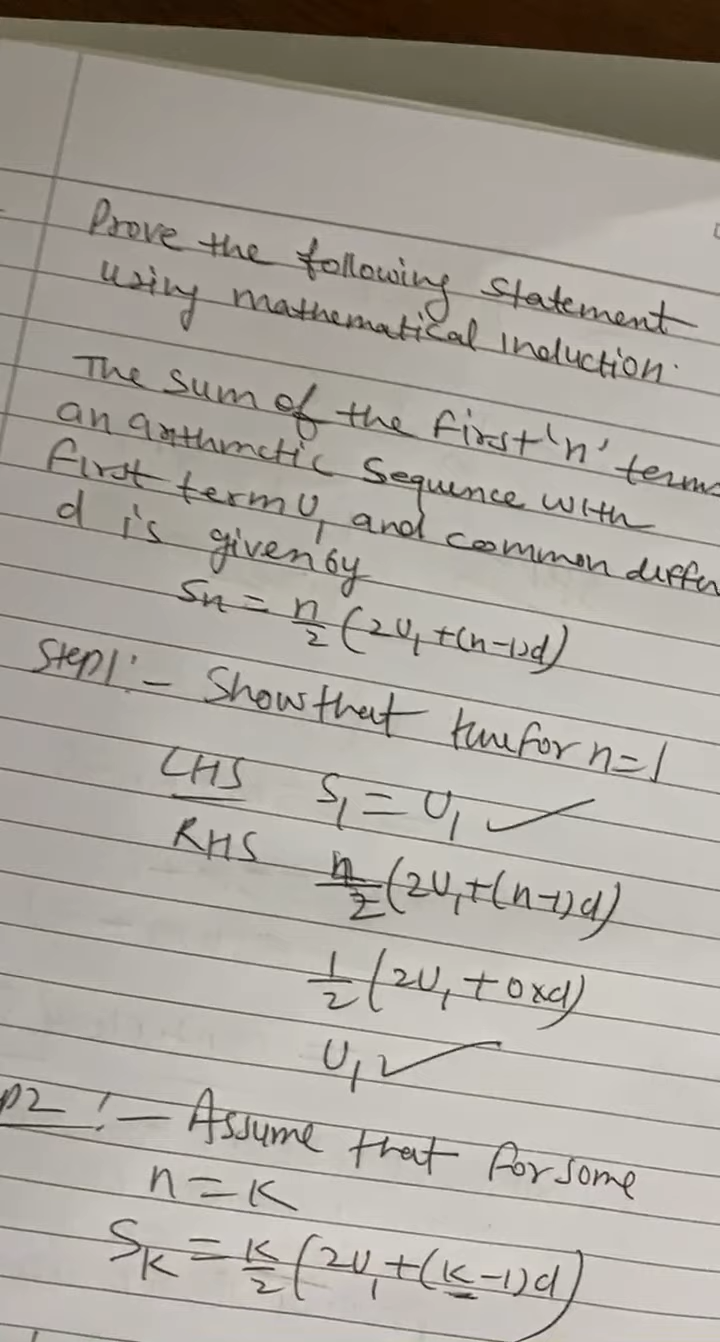 Prove the following statement
using mathematical induction.
The sum of the first 'n' terms
an arithmetic sequence with
first term U₁ and common diffe
d is given by
Sn = n/2 (2U₁ + (n-1)d)
Step1:- Show that true for n=1
LHS S₁ = U₁ ✓
RHS n/2 (2U₁ + (n-1)d)
1/2 (2U₁ + 0xd)
U₁ ✓
p2 :- Assume that for some
n = K
SK = K/2 (2U₁ + (K-1)d)